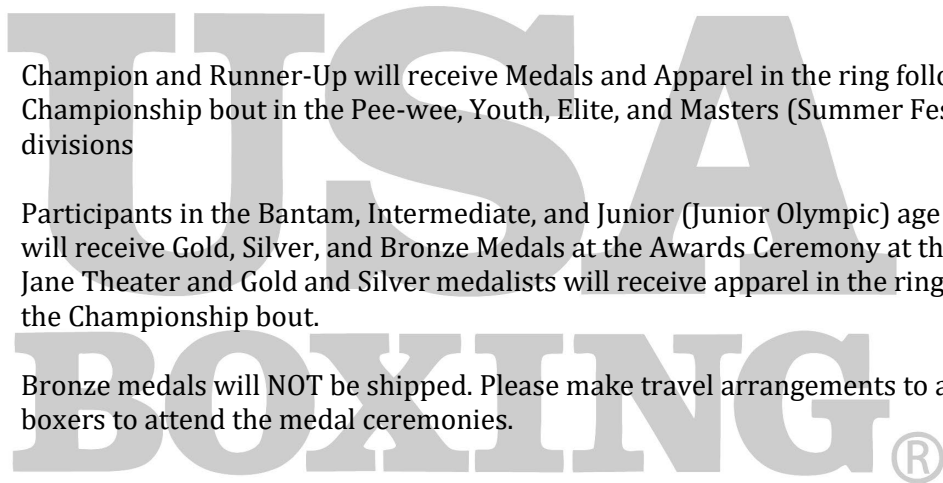 USA
Champion and Runner-Up will receive Medals and Apparel in the ring
Championship bout in the Pee-wee, Youth, Elite, and Masters (Summer
divisions
Participants in the Bantam, Intermediate, and Junior (Junior Olympic) age
will receive Gold, Silver, and Bronze Medals at the Awards Ceremony at
Jane Theater and Gold and Silver medalists will receive apparel in the ring
the Championship bout.
BOXING®
Bronze medals will NOT be shipped. Please make travel arrangements to
boxers to attend the medal ceremonies.